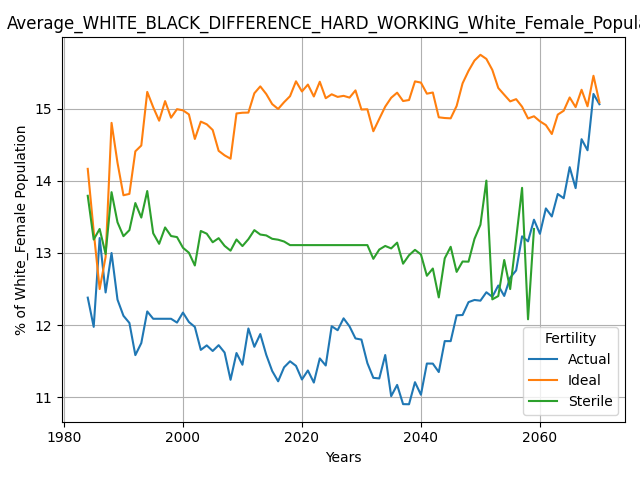 Average_WHITE_BLACK_DIFFERENCE_HARD_WORKING_White_Female_Popula
% of White_Female Population
15
14
13
12
11
1980
2000
2020
2040
2060
Years
Fertility
Actual
Ideal
Sterile